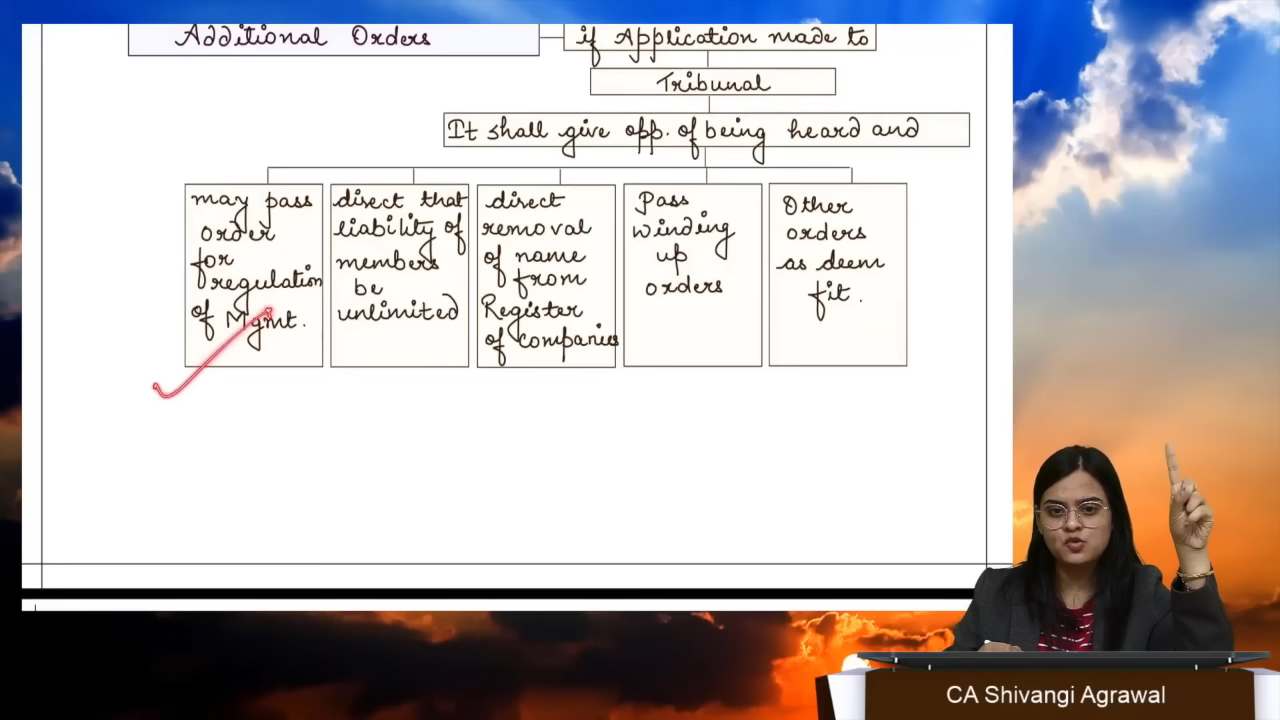 Additional Orders
if Application made to
Tribunal
It shall give opp. of being heard and
may pass
order
for
regulation
of Mgmt.
direct that
liability of
members
be
unlimited
direct
removal
of name
from
Register
of companies
Pass
winding
up
orders
Other
orders
as deem
fit.
CA Shivangi Agrawal